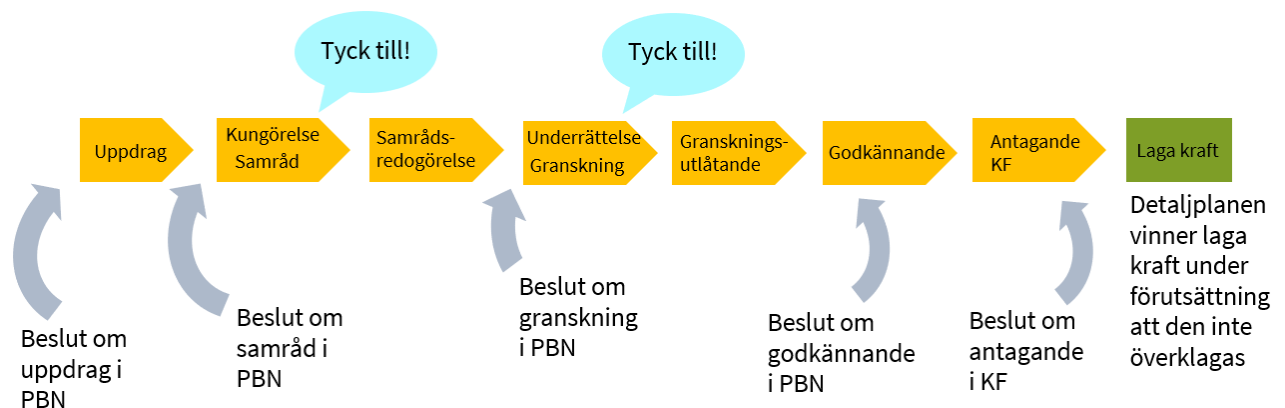 Tyck till!
Tyck till!
Uppdrag
Kungörelse
Samråd
Samråds-
redogörelse
Underrättelse
Granskning
Gransknings-
utlåtande
Godkännande
Antagande
KF
Laga kraft
Beslut om
uppdrag i
PBN
Beslut om
samråd i
PBN
Beslut om
granskning
i PBN
Beslut om
godkännande
i PBN
Beslut om
antagande
i KF
Detaljplanen
vinner laga
kraft under
förutsättning
att den inte
överklagas